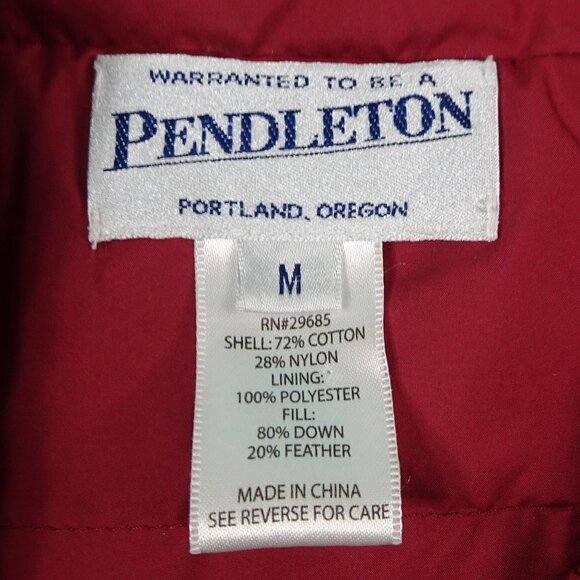 WARRANTED TO BE A
PENDLETON
PORTLAND, OREGON
M
RN#29685
SHELL: 72% COTTON
28% NYLON
LINING:
100% POLYESTER
FILL:
80% DOWN
20% FEATHER
MADE IN CHINA
SEE REVERSE FOR CARE